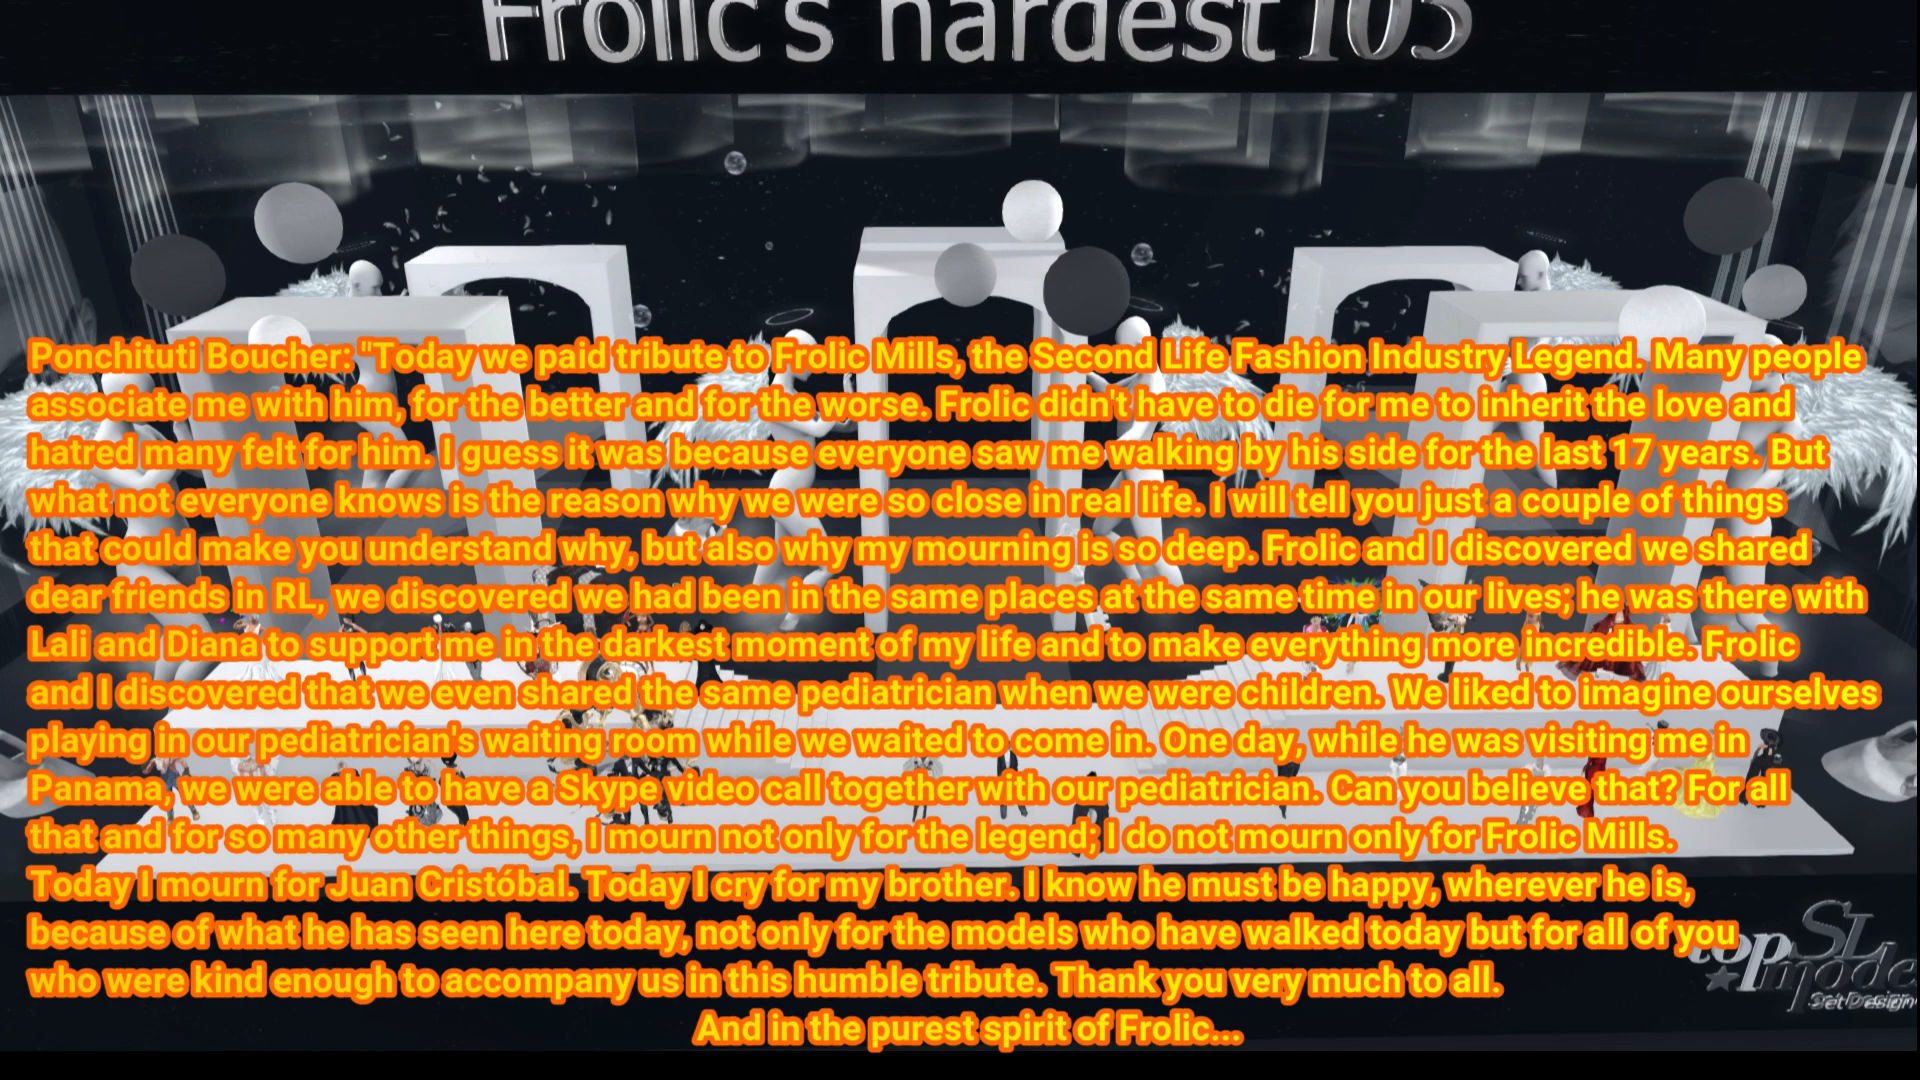 Frolic's hardest 105
Ponchituti Boucher: "Today we paid tribute to Frolic Mills, the Second Life Fashion Industry Legend. Many people
associate me with him, for the better and for the worse. Frolic didn't have to die for me to inherit the love and
hatred many felt for him. I guess it was because everyone saw me walking by his side for the last 17 years. But
what not everyone knows is the reason why we were so close in real life. I will tell you just a couple of things
that could make you understand why, but also why my mourning is so deep. Frolic and I discovered we shared
dear friends in RL, we discovered we had been in the same places at the same time in our lives; he was there with
Lali and Diana to support me in the darkest moment of my life and to make everything more incredible. Frolic
and I discovered that we even shared the same pediatrician when we were children. We liked to imagine ourselves
playing in our pediatrician's waiting room while we waited to come in. One day, while he was visiting me in
Panama, we were able to have a Skype video call together with our pediatrician. Can you believe that? For all
that and for so many other things, I mourn not only for the legend; I do not mourn only for Frolic Mills.
Today I mourn for Juan Cristóbal. Today I cry for my brother. I know he must be happy, wherever he is,
because of what he has seen here today, not only for the models who have walked today but for all of you
who were kind enough to accompany us in this humble tribute. Thank you very much to all.
And in the purest spirit of Frolic...
top SL
mode
Set Design